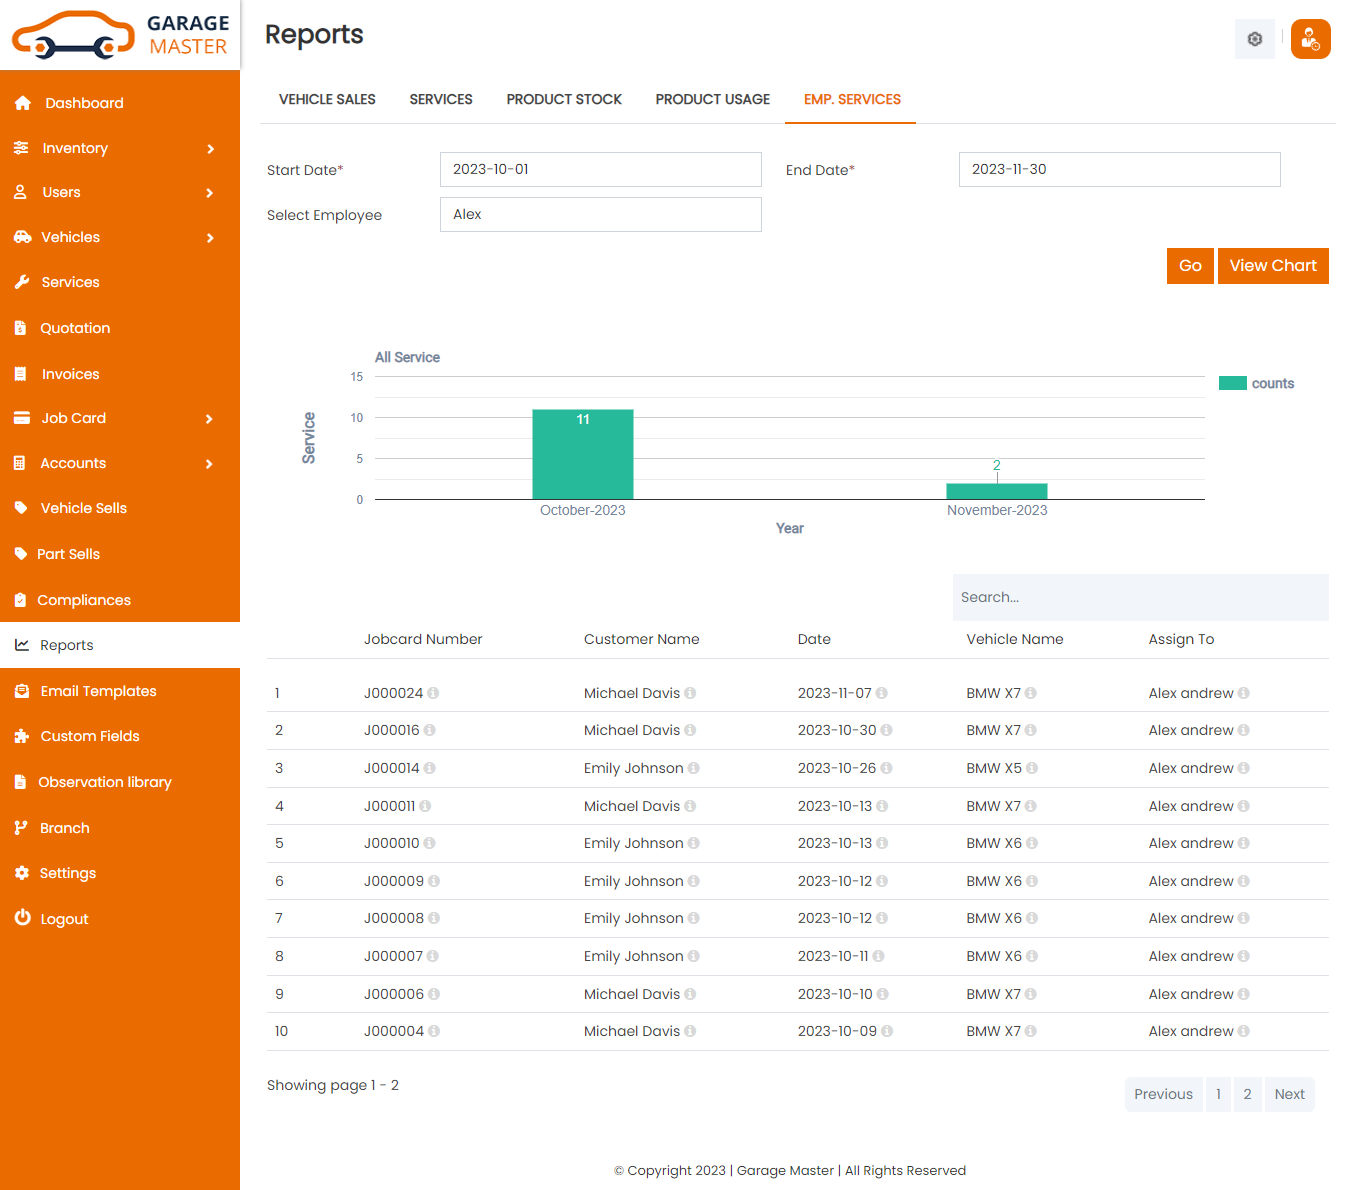 GARAGE
MASTER
Reports
Dashboard
Inventory
Users
Vehicles
Services
Quotation
Invoices
Job Card
Accounts
Vehicle Sells
Part Sells
Compliances
Reports
Email Templates
Custom Fields
Observation library
Branch
Settings
Logout
VEHICLE SALES SERVICES PRODUCT STOCK PRODUCT USAGE EMP. SERVICES
Start Date* 2023-10-01 End Date* 2023-11-30
Select Employee Alex
Go View Chart
All Service
15
10
5
0
Service
11
2
October-2023 November-2023
Year
counts
Search...
Jobcard Number Customer Name Date Vehicle Name Assign To
1 J000024 Michael Davis 2023-11-07 BMW X7 Alex andrew
2 J000016 Michael Davis 2023-10-30 BMW X7 Alex andrew
3 J000014 Emily Johnson 2023-10-26 BMW X5 Alex andrew
4 J000011 Michael Davis 2023-10-13 BMW X7 Alex andrew
5 J000010 Emily Johnson 2023-10-13 BMW X6 Alex andrew
6 J000009 Emily Johnson 2023-10-12 BMW X6 Alex andrew
7 J000008 Emily Johnson 2023-10-12 BMW X6 Alex andrew
8 J000007 Emily Johnson 2023-10-11 BMW X6 Alex andrew
9 J000006 Michael Davis 2023-10-10 BMW X7 Alex andrew
10 J000004 Michael Davis 2023-10-09 BMW X7 Alex andrew
Showing page 1 - 2
Previous 1 2 Next
© Copyright 2023 | Garage Master | All Rights Reserved